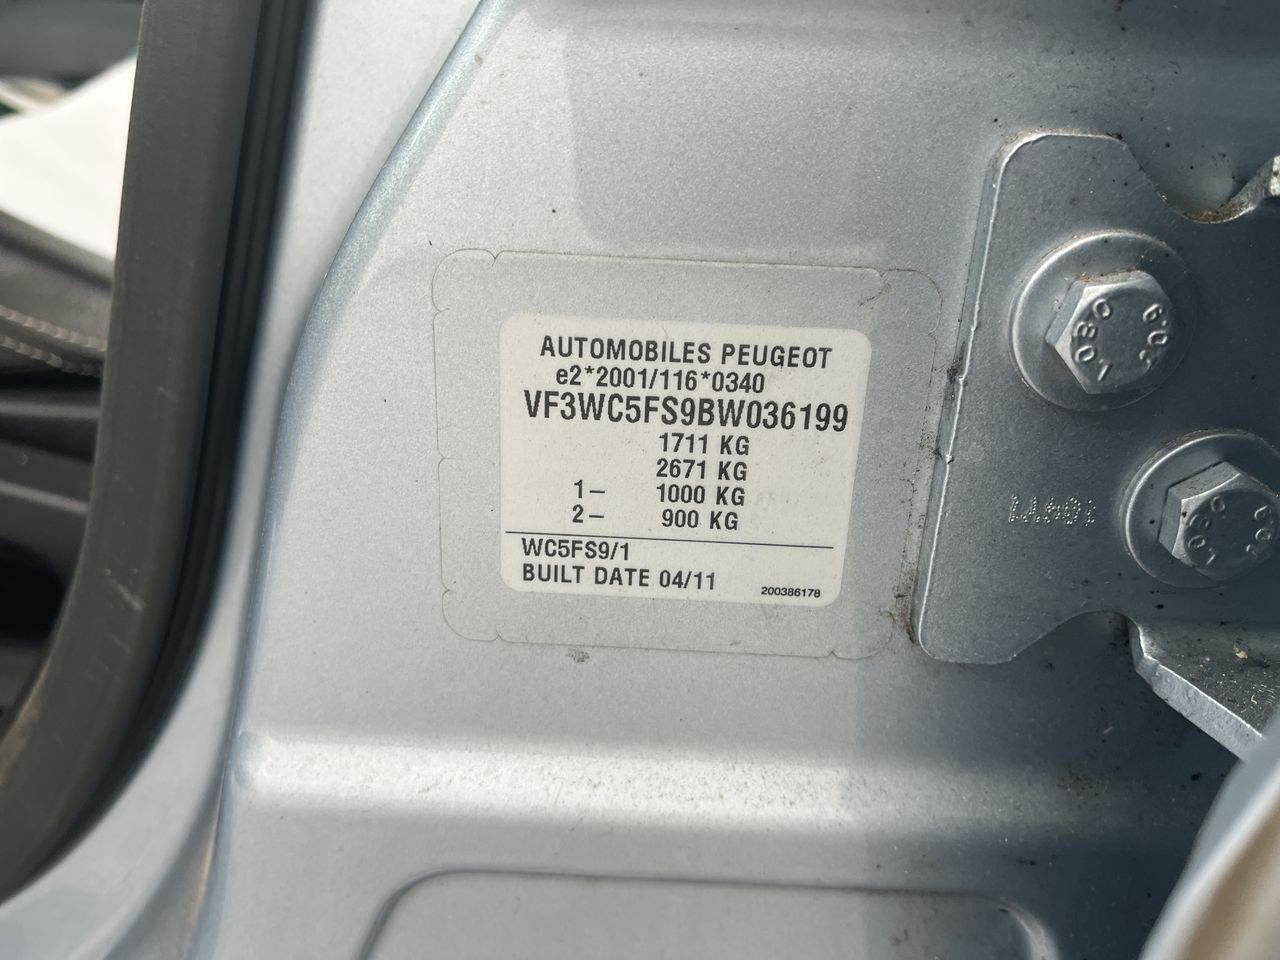 AUTOMOBILES PEUGEOT
e2*2001/116*0340
VF3WC5FS9BW036199
1711 KG
2671 KG
1– 1000 KG
2– 900 KG
WC5FS9/1
BUILT DATE 04/11
200386178